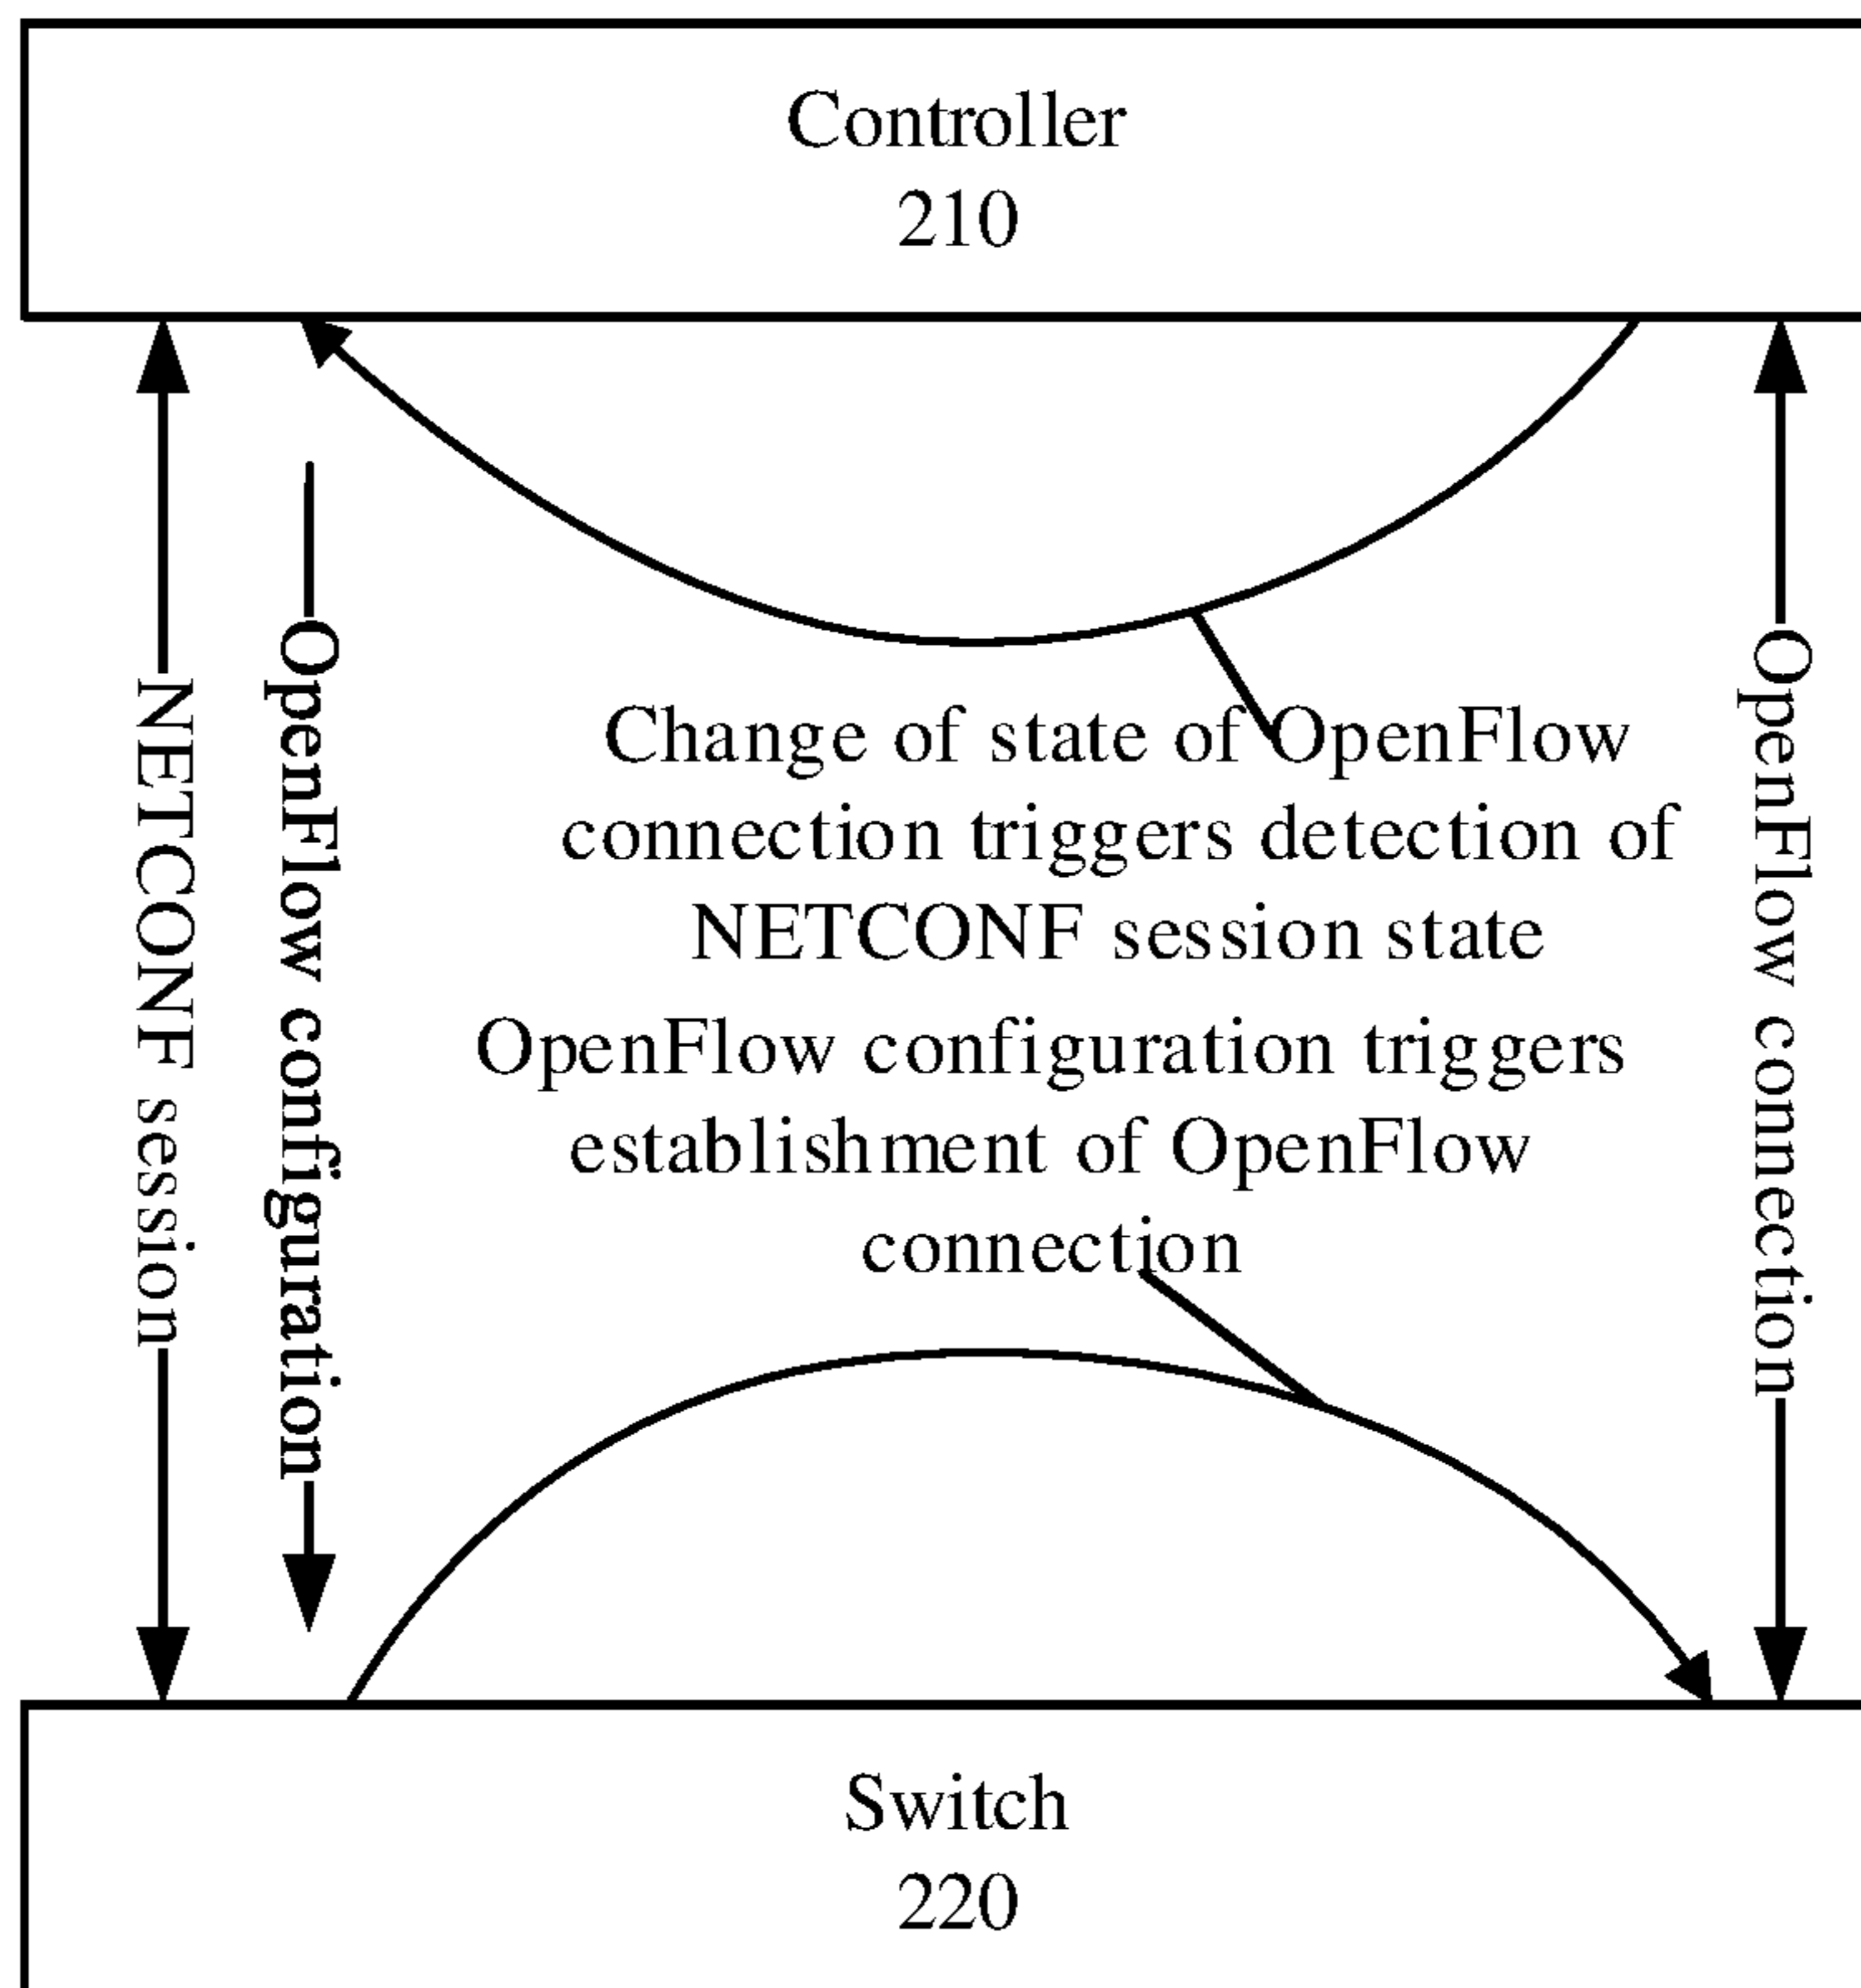 Controller
210
NETCONF session
OpenFlow configuration
Change of state of OpenFlow
connection triggers detection of
NETCONF session state
OpenFlow configuration triggers
establishment of OpenFlow
connection
OpenFlow connection
Switch
220